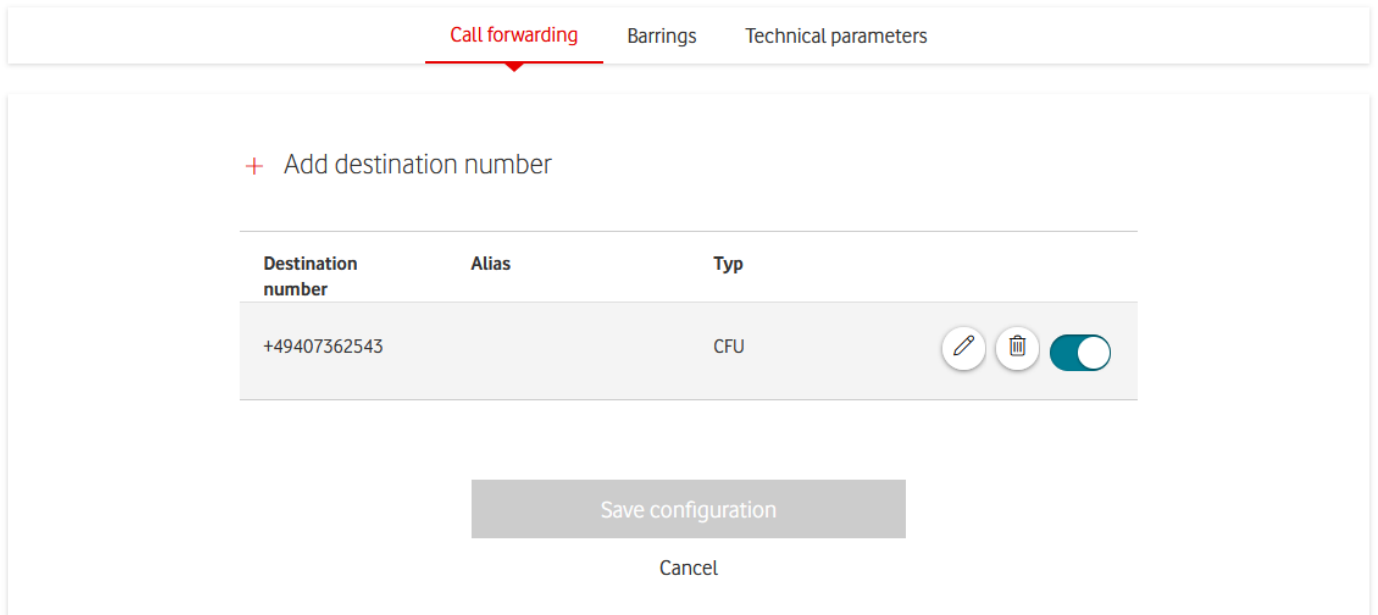 Call forwarding Barrings Technical parameters
+ Add destination number
Destination number Alias Typ
+49407362543 CFU
Save configuration
Cancel